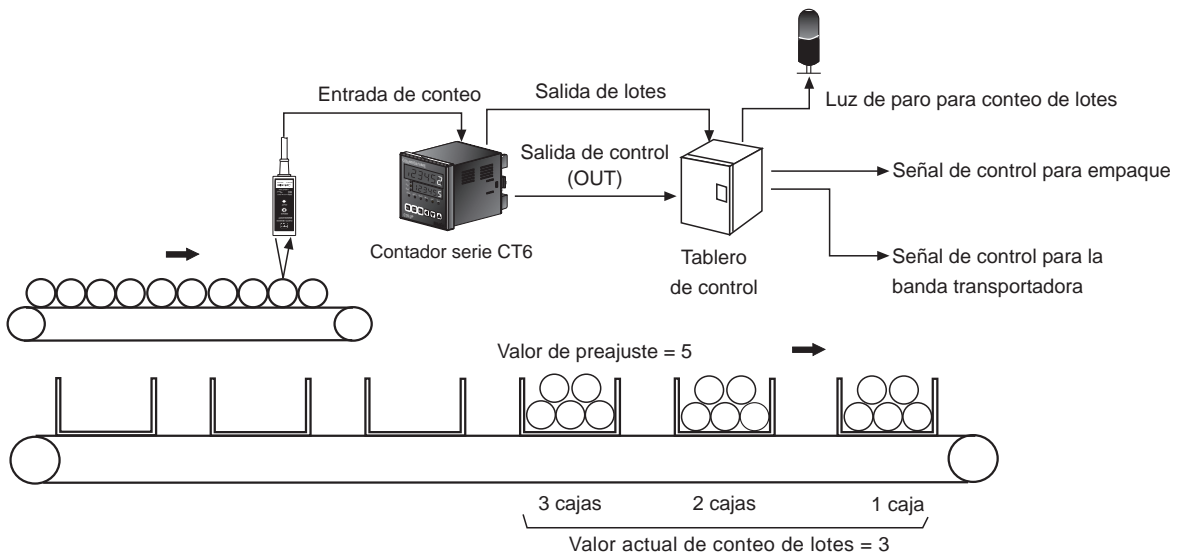 Entrada de conteo
Salida de lotes
Luz de paro para conteo de lotes
Salida de control
(OUT)
Señal de control para empaque
Contador serie CT6
Tablero
de control
Señal de control para la
banda transportadora
Valor de preajuste = 5
3 cajas
2 cajas
1 caja
Valor actual de conteo de lotes = 3